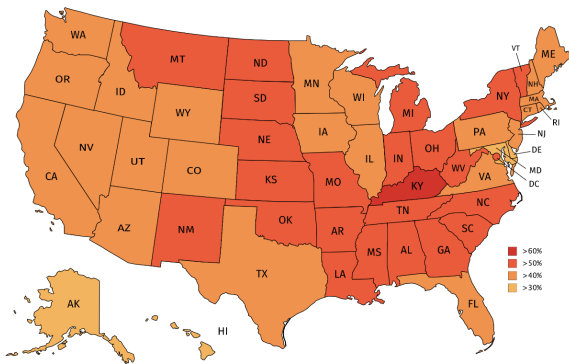 WA
MT
ND
MN
VT
ME
OR
ID
SD
WI
NY
NH
MA
CT
RI
WY
MI
NE
IA
PA
NJ
NV
UT
CO
IL
IN
OH
DE
MD
DC
CA
KS
MO
KY
WV
VA
AZ
NM
OK
AR
TN
NC
SC
TX
LA
MS
AL
GA
FL
AK
HI
>60%
>50%
>40%
>30%